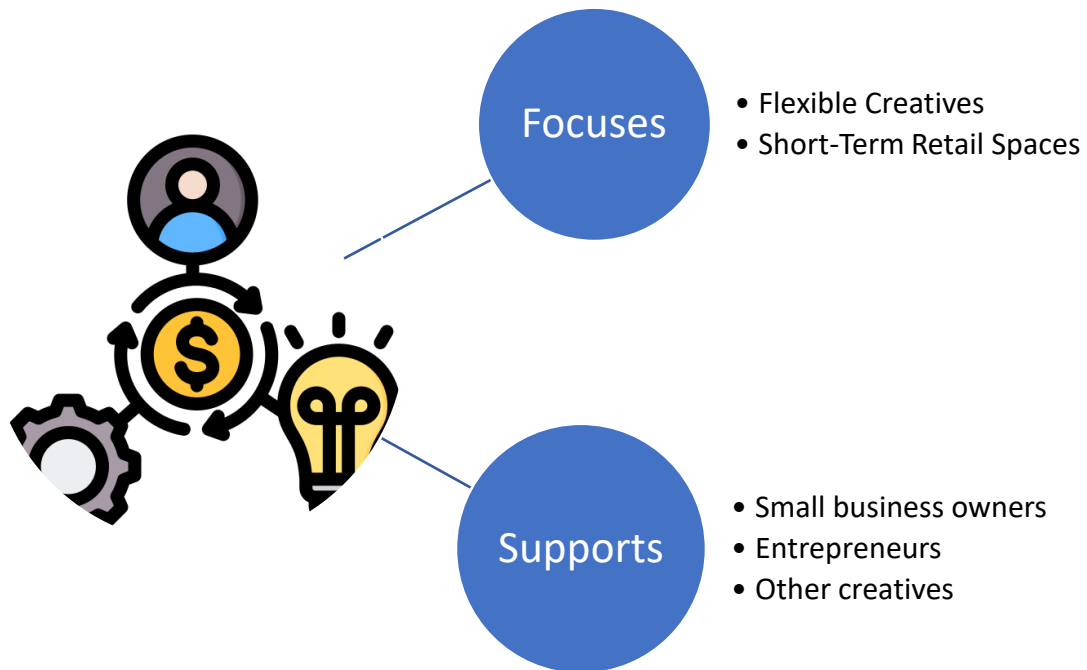 Focuses
• Flexible Creatives
• Short-Term Retail Spaces
$
Supports
• Small business owners
• Entrepreneurs
• Other creatives